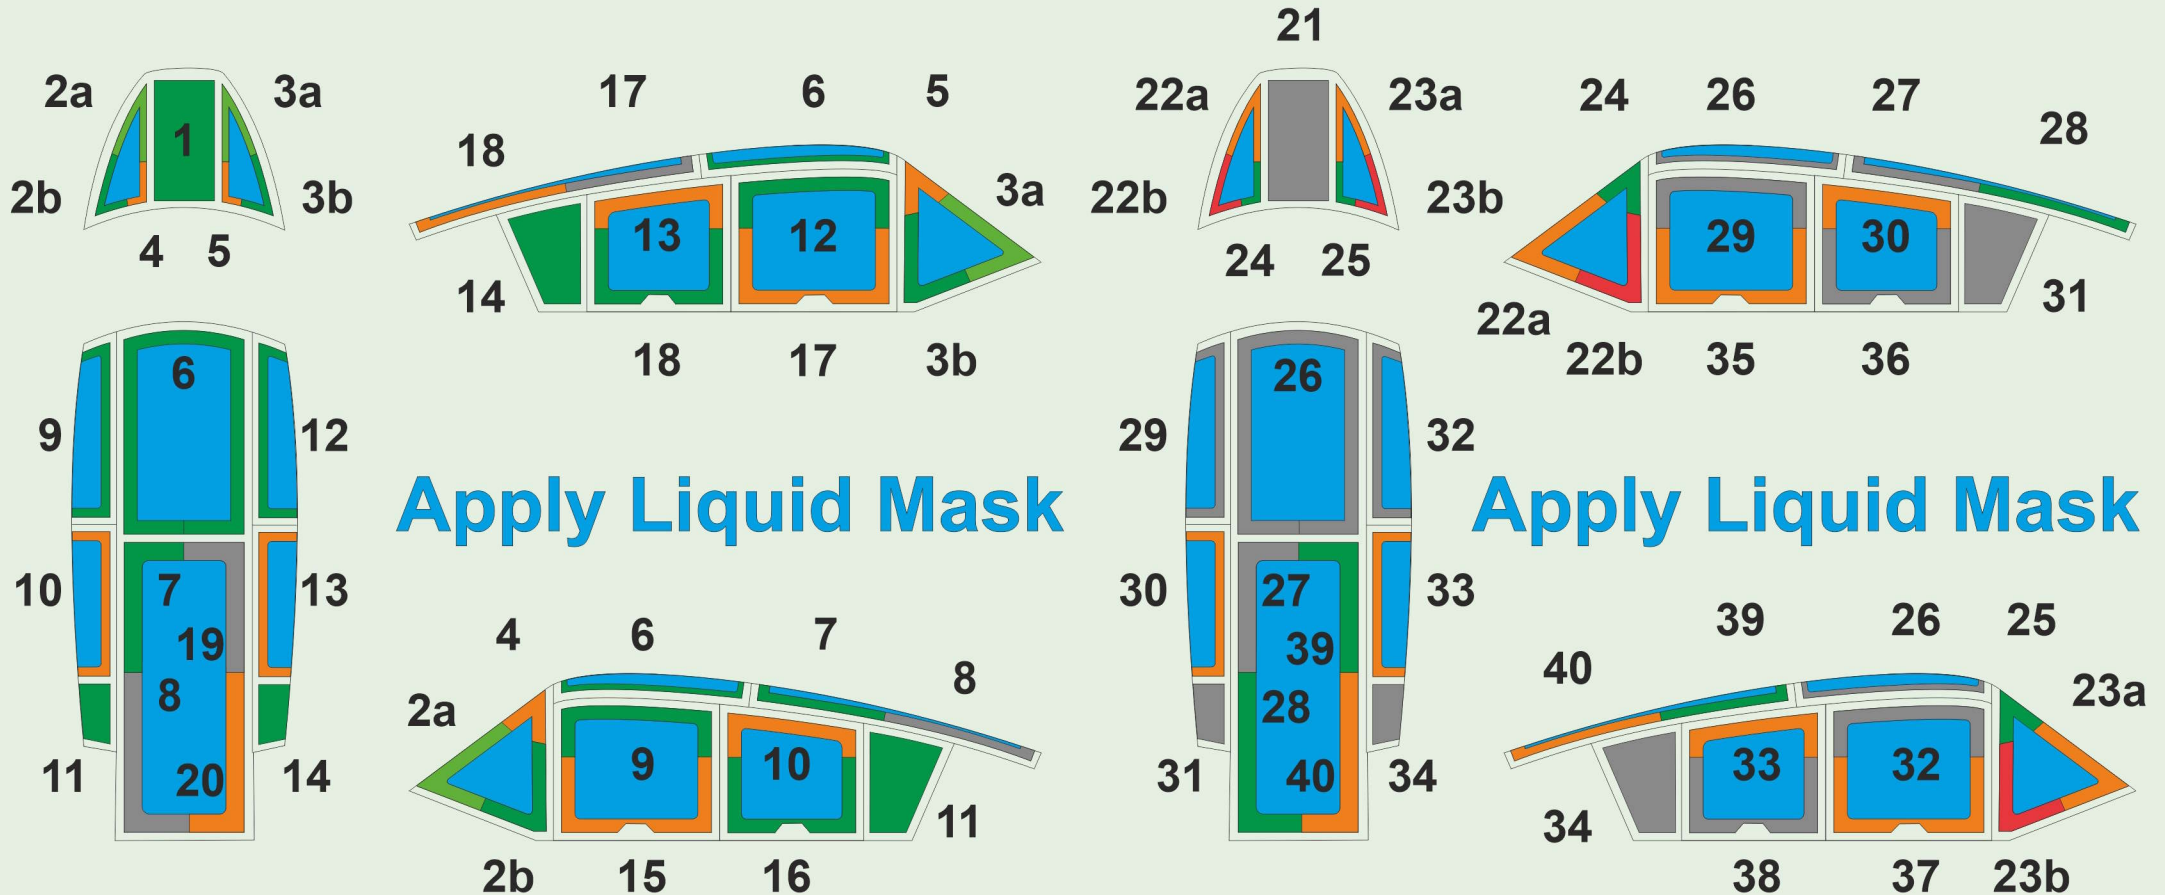 21
2a 3a 17 6 5 22a 23a 24 26 27
1 18 28
2b 3b 3a 22b 23b
4 5 13 12 24 25 29 30
14 22a 31
18 17 3b 22b 35 36
6 26
9 12 29 32
Apply Liquid Mask Apply Liquid Mask
10 7 13 30 27 33
19 4 6 7 39 39 26 25
8 8 28 40
2a 23a
20 9 10 33 32
11 14 31 40 34
11 34
2b 15 16 38 37 23b